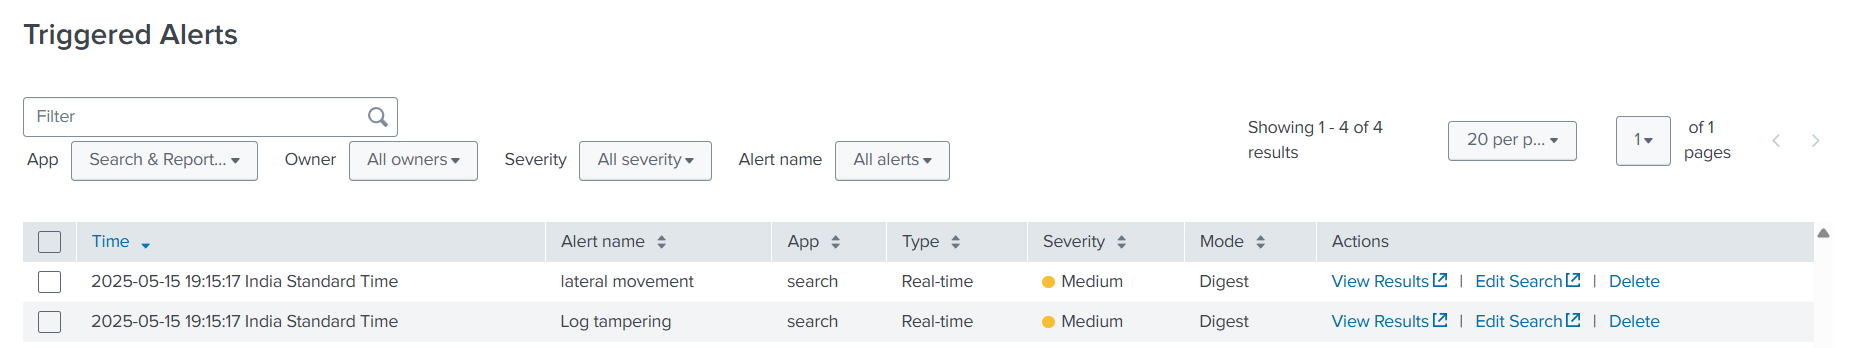 Triggered Alerts
Filter
App Search & Report... Owner All owners Severity All severity Alert name All alerts
Showing 1 - 4 of 4
results
20 per p...
1
of 1
pages
Time Alert name App Type Severity Mode Actions
2025-05-15 19:15:17 India Standard Time lateral movement search Real-time Medium Digest View Results | Edit Search | Delete
2025-05-15 19:15:17 India Standard Time Log tampering search Real-time Medium Digest View Results | Edit Search | Delete